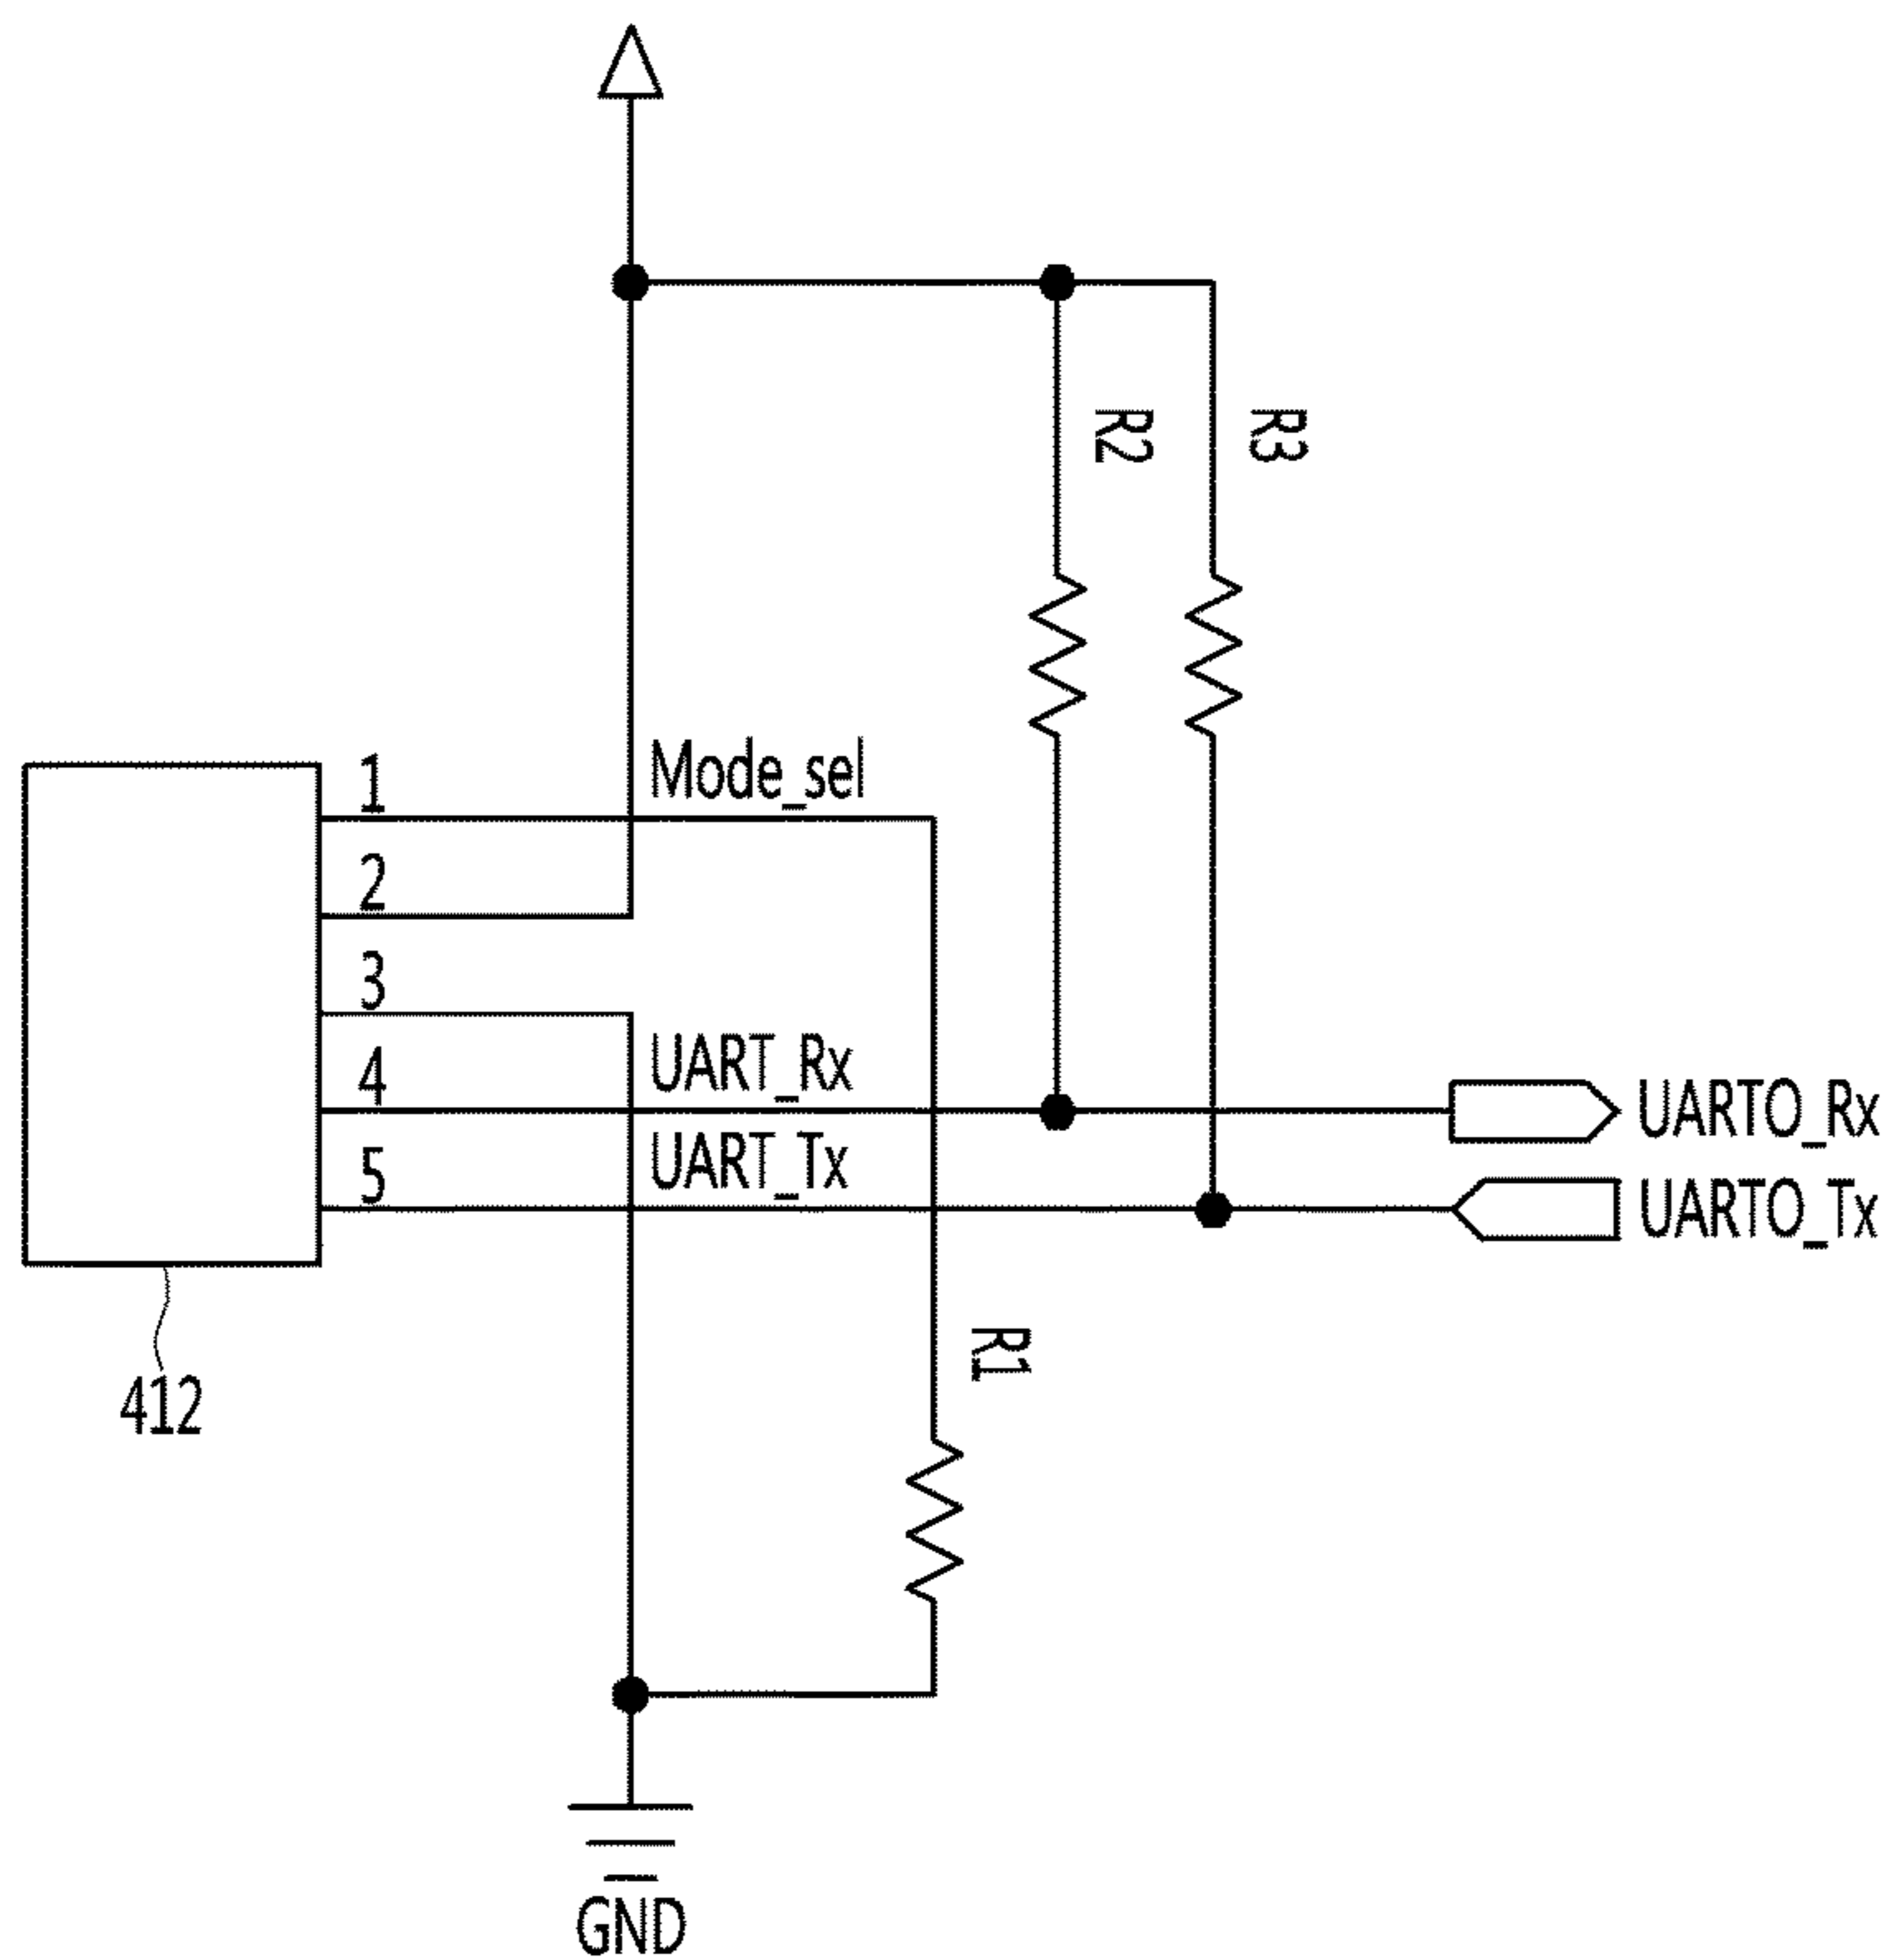 R2
R3
1
Mode_sel
2
3
4
UART_Rx
UARTO_Rx
5
UART_Tx
UARTO_Tx
R1
412
GND